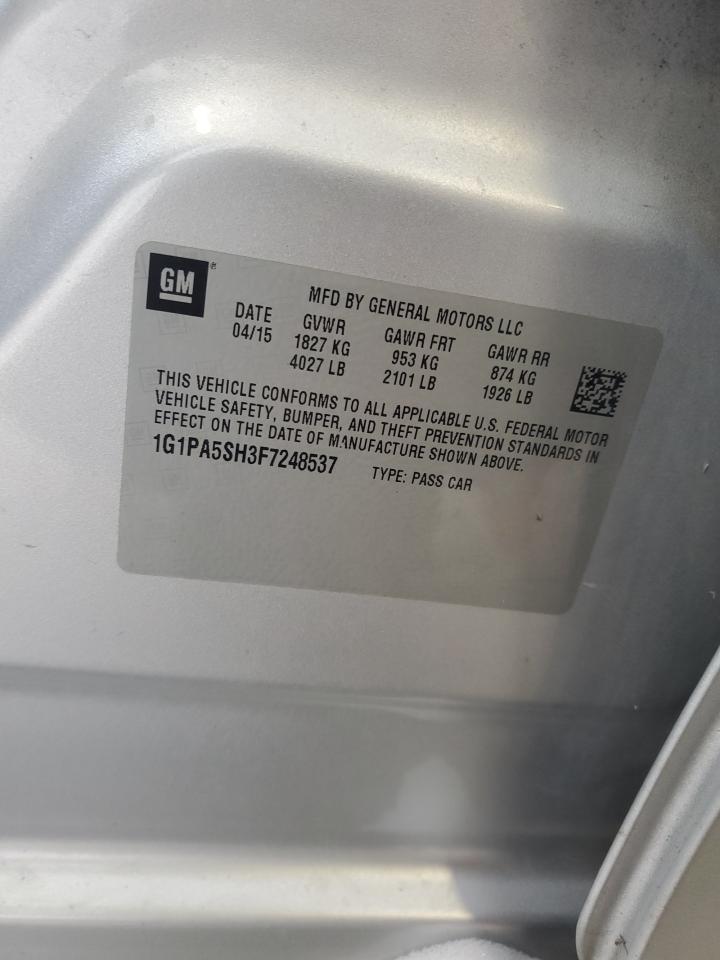 GM ®
MFD BY GENERAL MOTORS LLC
DATE GVWR GAWR FRT GAWR RR
04/15 1827 KG 953 KG 874 KG
4027 LB 2101 LB 1926 LB
THIS VEHICLE CONFORMS TO ALL APPLICABLE U.S. FEDERAL MOTOR
VEHICLE SAFETY, BUMPER, AND THEFT PREVENTION STANDARDS IN
EFFECT ON THE DATE OF MANUFACTURE SHOWN ABOVE.
1G1PA5SH3F7248537 TYPE: PASS CAR